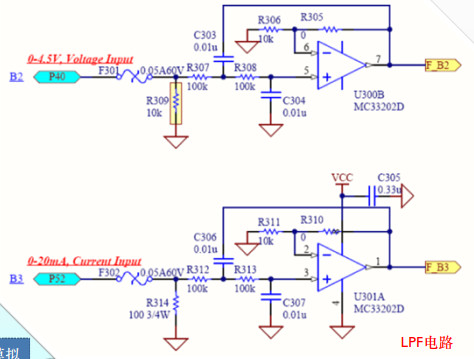 C303
0.01u
R306
10k
R305
0
0-4.5V, Voltage Input
B2
P40
F301
0.05A60V
R307
100k
R308
100k
R309
10k
C304
0.01u
6
5
7
U300B
MC33202D
F_B2
VCC
C305
0.33u
C306
0.01u
R311
10k
R310
0
0-20mA, Current Input
B3
P52
F302
0.05A60V
R312
100k
R313
100k
R314
100 3/4W
C307
0.01u
2
3
1
4
U301A
MC33202D
F_B3
LPF电路